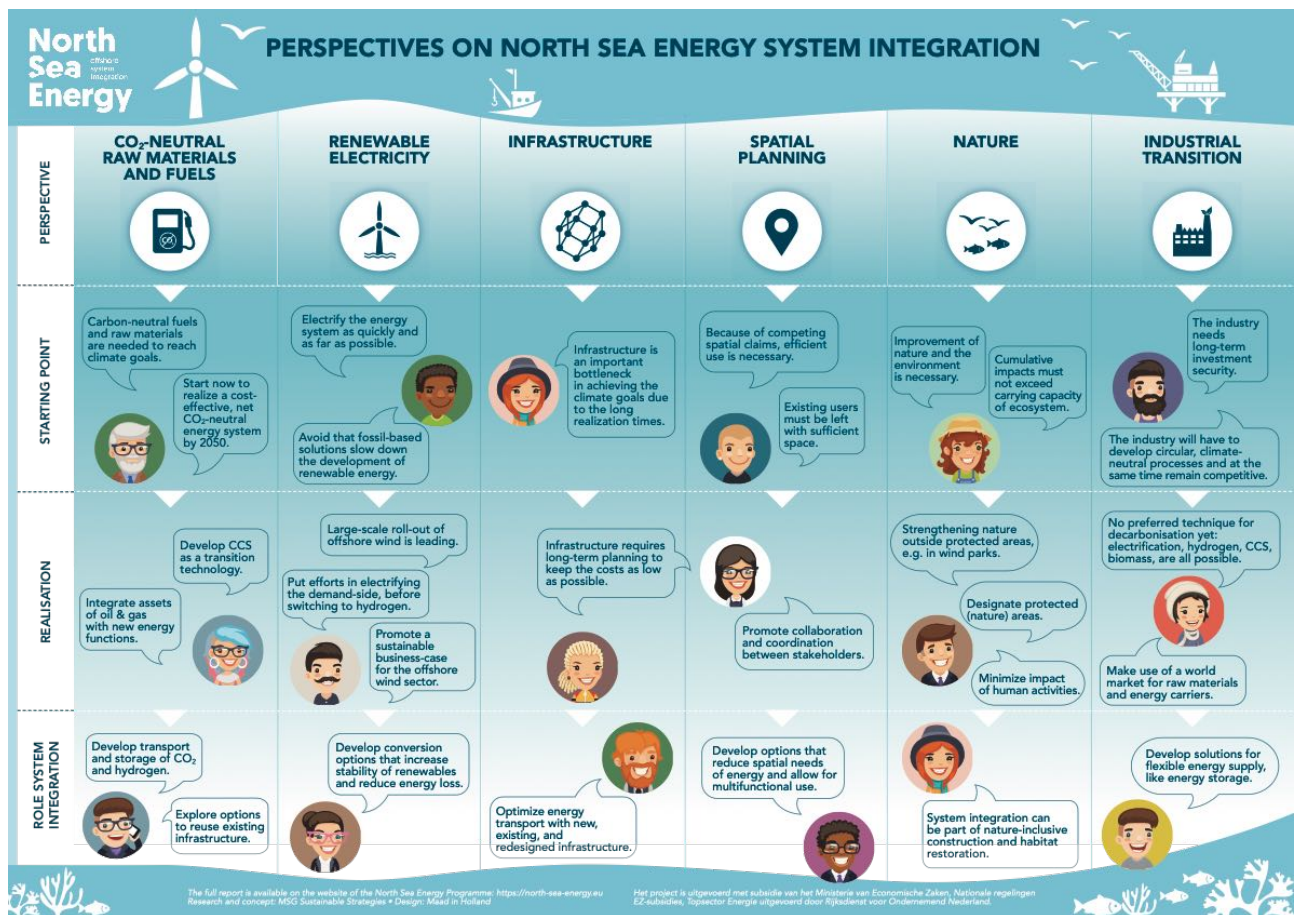 North
Sea
Energy
offshore
system
integration
PERSPECTIVES ON NORTH SEA ENERGY SYSTEM INTEGRATION
PERSPECTIVE
CO₂-NEUTRAL
RAW MATERIALS
AND FUELS
RENEWABLE
ELECTRICITY
INFRASTRUCTURE
SPATIAL
PLANNING
NATURE
INDUSTRIAL
TRANSITION
STARTING POINT
Carbon-neutral fuels
and raw materials
are needed to reach
climate goals.
Start now to
realize a cost-
effective, net
CO₂-neutral
energy system
by 2050.
Electrify the energy
system as quickly and
as far as possible.
Avoid that fossil-based
solutions slow down
the development of
renewable energy.
Infrastructure is
an important
bottleneck
in achieving the
climate goals due
to the long
realization times.
Because of competing
spatial claims, efficient
use is necessary.
Existing users
must be left
with sufficient
space.
Improvement of
nature and the
environment
is necessary.
Cumulative
impacts must
not exceed
carrying capacity
of ecosystem.
The industry
needs
long-term
investment
security.
The industry will have to
develop circular, climate-
neutral processes and at the
same time remain competitive.
REALISATION
Develop CCS
as a transition
technology.
Integrate assets
of oil & gas
with new energy
functions.
Large-scale roll-out of
offshore wind is leading.
Put efforts in electrifying
the demand-side, before
switching to hydrogen.
Promote a
sustainable
business-case
for the offshore
wind sector.
Infrastructure requires
long-term planning to
keep the costs as low
as possible.
Promote collaboration
and coordination
between stakeholders.
Strengthening nature
outside protected areas,
e.g. in wind parks.
Designate protected
(nature) areas.
Minimize impact
of human activities.
No preferred technique for
decarbonisation yet:
electrification, hydrogen, CCS,
biomass, are all possible.
Make use of a world
market for raw materials
and energy carriers.
ROLE SYSTEM
INTEGRATION
Develop transport
and storage of CO₂
and hydrogen.
Explore options
to reuse existing
infrastructure.
Develop conversion
options that increase
stability of renewables
and reduce energy loss.
Optimize energy
transport with new,
existing, and
redesigned infrastructure.
Develop options that
reduce spatial needs
of energy and allow for
multifunctional use.
System integration can
be part of nature-inclusive
construction and habitat
restoration.
Develop solutions for
flexible energy supply,
like energy storage.
The full report is available on the website of the North Sea Energy Programme: https://north-sea-energy.eu
Research and concept: MSG Sustainable Strategies • Design: Maad in Holland
Het project is uitgevoerd met subsidie van het Ministerie van Economische Zaken, Nationale regelingen
EZ-subsidies, Topsector Energie uitgevoerd door Rijksdienst voor Ondernemend Nederland.